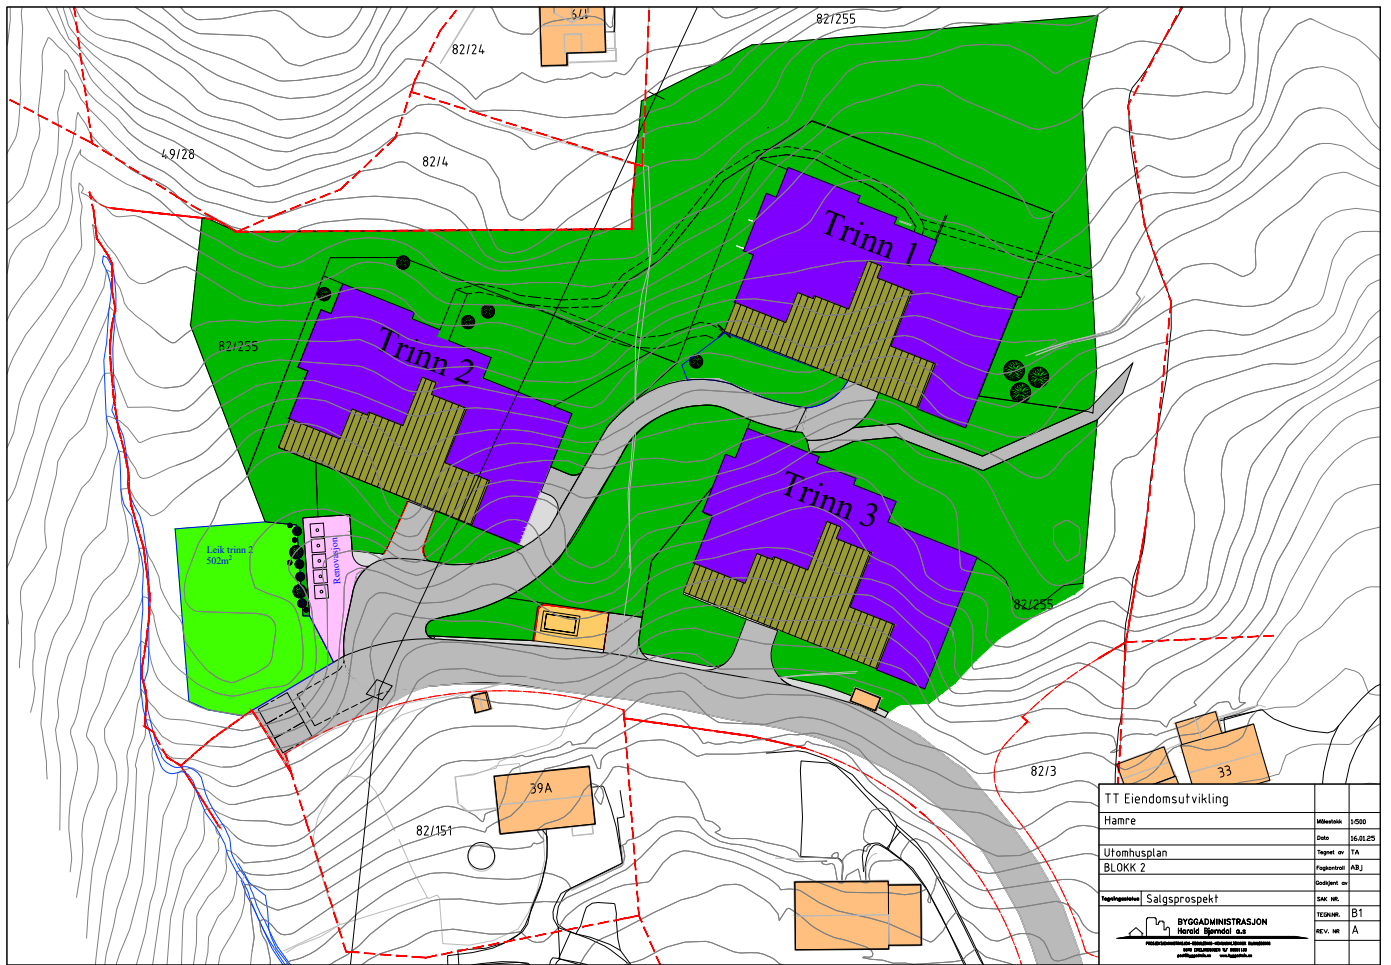 82/255
82/24
49/28
82/4
Trinn 1
82/255
Trinn 2
Trinn 3
Leik trinn 2
502m²
Renovasjon
82/255
82/3
33
39A
82/151
TT Eiendomsutvikling
Hamre
Målestokk 1:500
Dato 16.01.25
Utomhusplan
Tegnet av TA
BLOKK 2
Fagkontroll ABJ
Godkjent av
Tegningsstatus Salgsprospekt
SAK NR.
TEGN.NR. B1
REV. NR A
BYGGADMINISTRASJON
Harald Bjørndal a.s